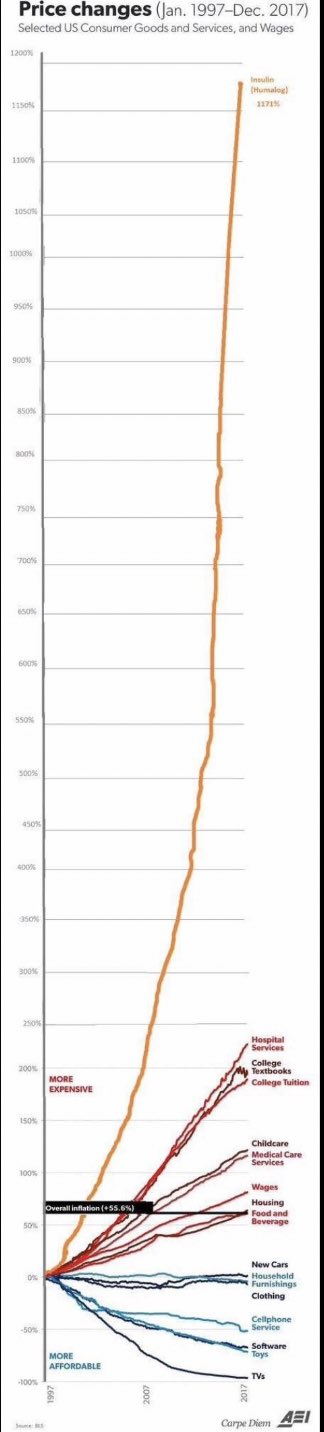 Price changes (Jan. 1997–Dec. 2017)
Selected US Consumer Goods and Services, and Wages
1200%
Insulin
(Humalog)
1171%
1150%
1100%
1050%
1000%
950%
900%
850%
800%
750%
700%
650%
600%
550%
500%
450%
400%
350%
300%
250%
Hospital
Services
College
Textbooks
College Tuition
200%
MORE
EXPENSIVE
150%
Childcare
Medical Care
Services
100%
Wages
Housing
Food and
Beverage
Overall inflation (+55.6%)
50%
New Cars
Household
Furnishings
Clothing
0%
Cellphone
Service
-50%
Software
Toys
MORE
AFFORDABLE
TVs
-100%
1997
2007
2017
Source: BLS
Carpe Diem AEI